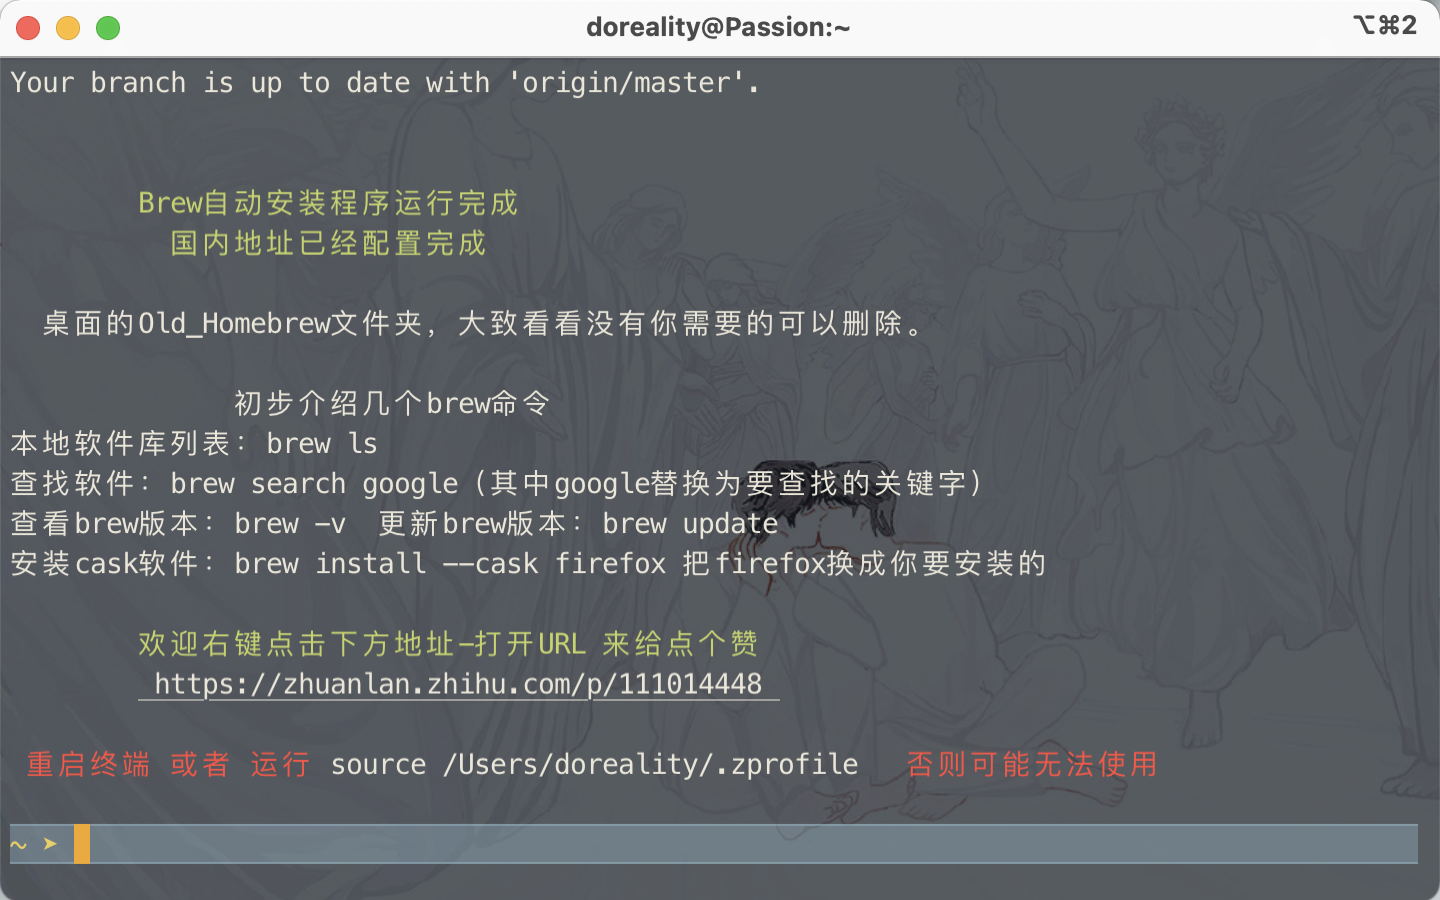 doreality@Passion:~
⌥⌘2
Your branch is up to date with 'origin/master'.
Brew自动安装程序运行完成
国内地址已经配置完成
桌面的Old_Homebrew文件夹，大致看看没有你需要的可以删除。
初步介绍几个brew命令
本地软件库列表：brew ls
查找软件：brew search google（其中google替换为要查找的关键字）
查看brew版本：brew -v  更新brew版本：brew update
安装cask软件：brew install --cask firefox 把firefox换成你要安装的
欢迎右键点击下方地址-打开URL 来给点个赞
https://zhuanlan.zhihu.com/p/111014448
重启终端 或者 运行 source /Users/doreality/.zprofile  否则可能无法使用
~ ➤